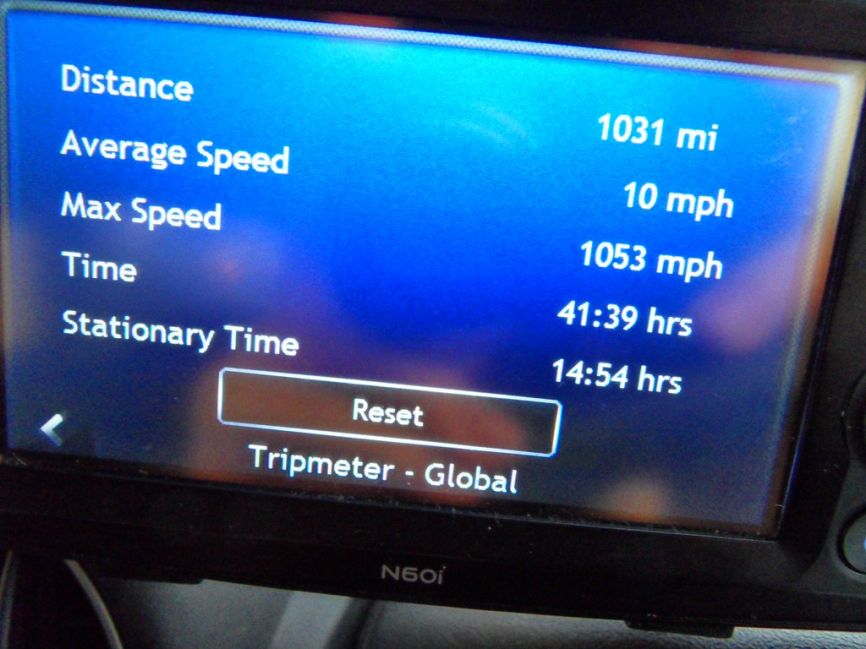 Distance 1031 mi
Average Speed 10 mph
Max Speed 1053 mph
Time 41:39 hrs
Stationary Time 14:54 hrs
Reset
Tripmeter - Global
N60i